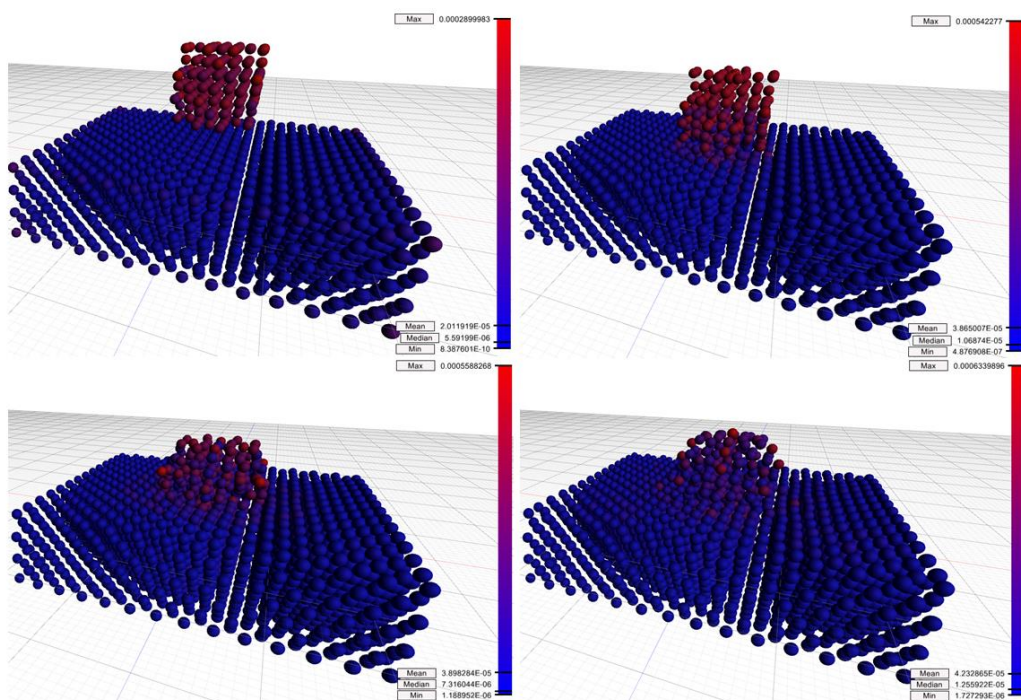 Max 0.0002899983
Mean 2.011919E-05
Median 5.59199E-06
Min 8.387601E-10
Max 0.000542277
Mean 3.865007E-05
Median 1.06874E-05
Min 4.876908E-07
Max 0.0005588268
Mean 3.898284E-05
Median 7.316044E-06
Min 1.188952E-06
Max 0.0006339896
Mean 4.232865E-05
Median 1.255922E-05
Min 1.727293E-06